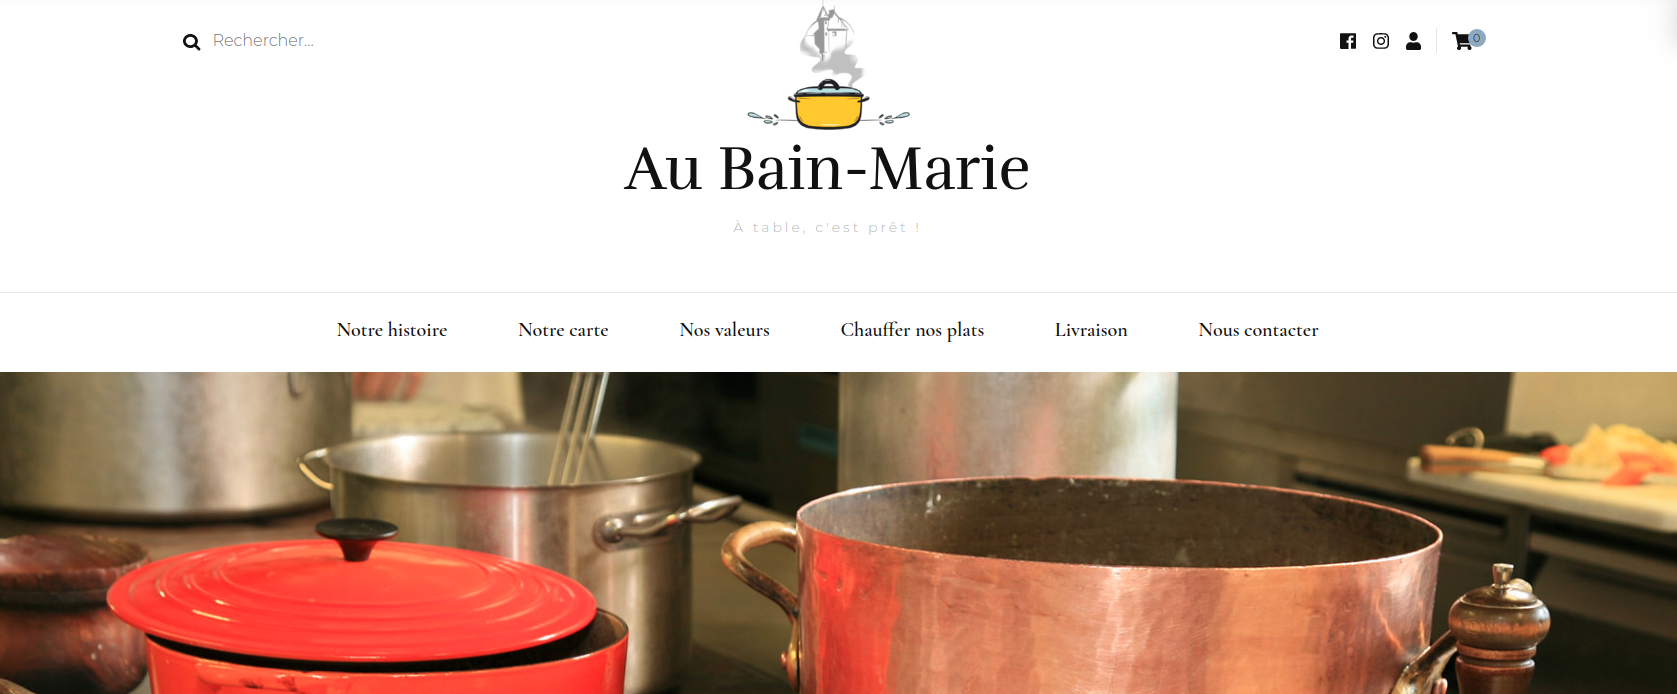 Rechercher...
0
Au Bain-Marie
À table, c'est prêt !
Notre histoire
Notre carte
Nos valeurs
Chauffer nos plats
Livraison
Nous contacter